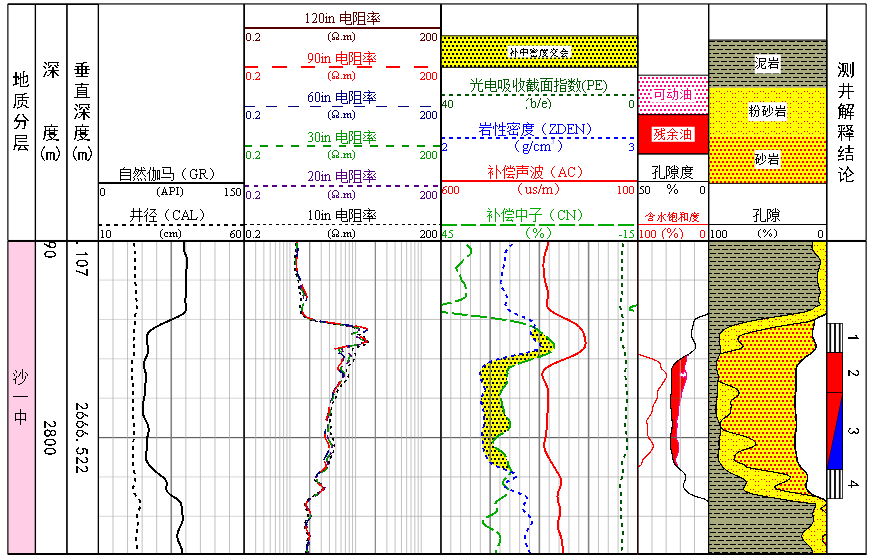 地质分层
深度(m)
垂直深度(m)
自然伽马(GR)
0 (API) 150
井径(CAL)
10 (cm) 60
120in 电阻率
0.2 (Ω.m) 200
90in 电阻率
0.2 (Ω.m) 200
60in 电阻率
0.2 (Ω.m) 200
30in 电阻率
0.2 (Ω.m) 200
20in 电阻率
0.2 (Ω.m) 200
10in 电阻率
0.2 (Ω.m) 200
补中密度交会
光电吸收截面指数(PE)
40 (b/e) 0
岩性密度(ZDEN)
2 (g/cm³) 3
补偿声波(AC)
600 (us/m) 100
补偿中子(CN)
45 (%) -15
可动油
残余油
孔隙度
50 % 0
含水饱和度
100 (%) 0
泥岩
粉砂岩
砂岩
孔隙
100 (%) 0
测井解释结论
沙一中
90
2800
107
2666.522
1
2
3
4